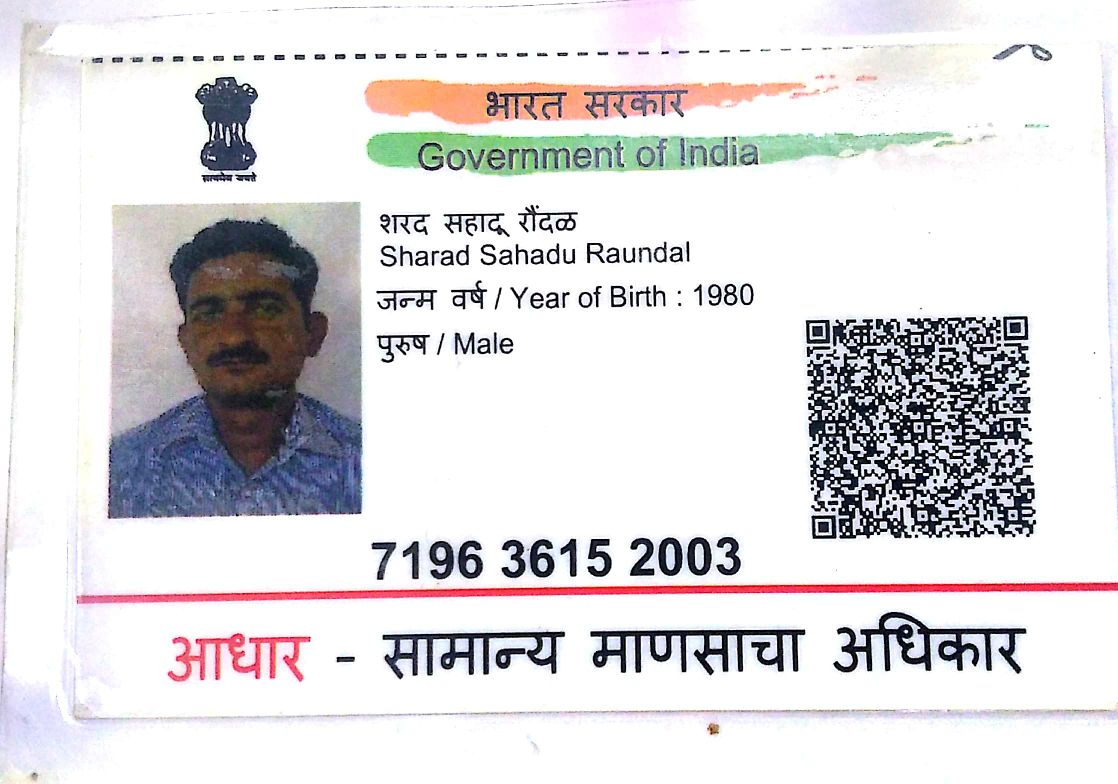 सत्यमेव जयते
भारत सरकार
Government of India
शरद सहादू रौंदळ
Sharad Sahadu Raundal
जन्म वर्ष / Year of Birth : 1980
पुरुष / Male
7196 3615 2003
आधार - सामान्य माणसाचा अधिकार